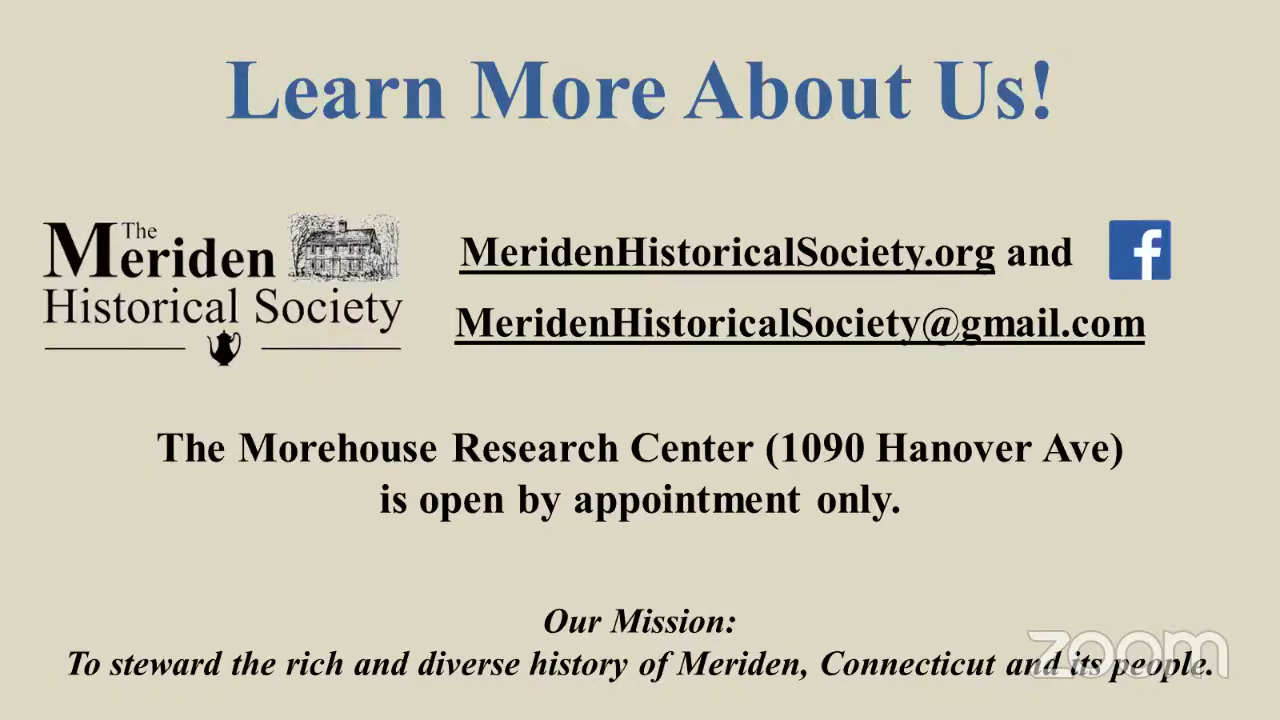 Learn More About Us!
The
Meriden
Historical Society
MeridenHistoricalSociety.org and
MeridenHistoricalSociety@gmail.com
The Morehouse Research Center (1090 Hanover Ave)
is open by appointment only.
Our Mission:
To steward the rich and diverse history of Meriden, Connecticut and its people.
zoom